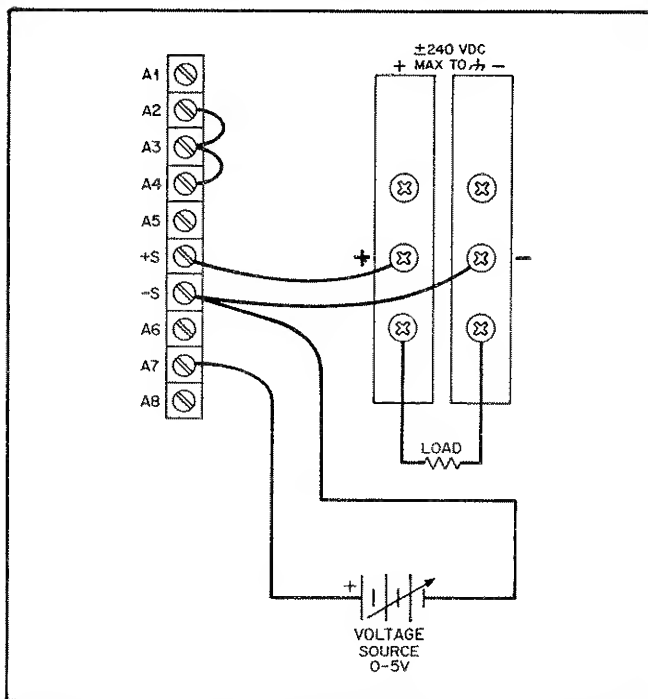 ±240 VDC
+ MAX TO ⏚ -
A1
A2
A3
A4
A5
+S
+
-
-S
A6
A7
A8
LOAD
+
VOLTAGE
SOURCE
0-5V